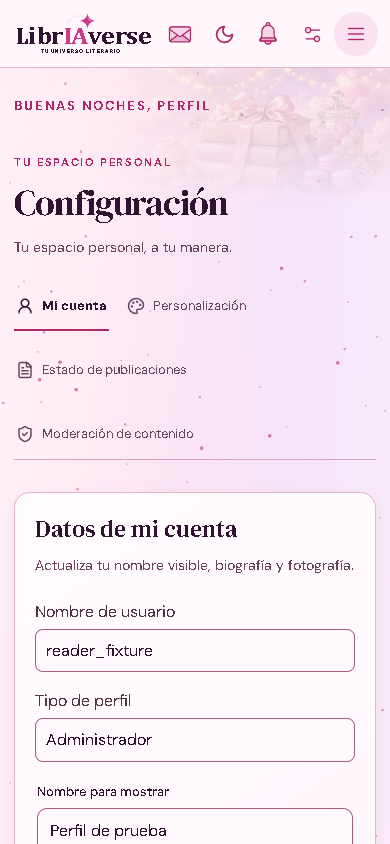 LibrIAverse
TU UNIVERSO LITERARIO
BUENAS NOCHES, PERFIL
TU ESPACIO PERSONAL
Configuración
Tu espacio personal, a tu manera.
Mi cuenta Personalización
Estado de publicaciones
Moderación de contenido
Datos de mi cuenta
Actualiza tu nombre visible, biografía y fotografía.
Nombre de usuario
reader_fixture
Tipo de perfil
Administrador
Nombre para mostrar
Perfil de prueba